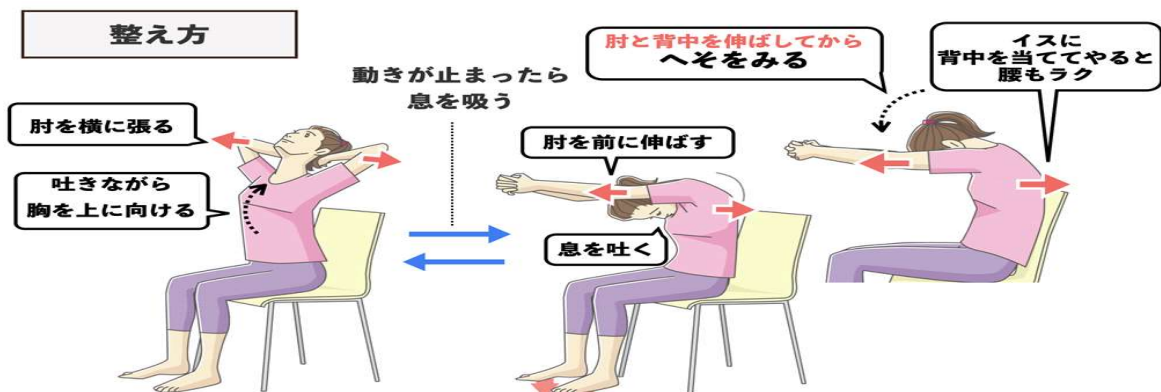 整え方
肘を横に張る
吐きながら
胸を上に向ける
動きが止まったら
息を吸う
肘を前に伸ばす
息を吐く
肘と背中を伸ばしてから
へそをみる
イスに
背中を当ててやると
腰もラク